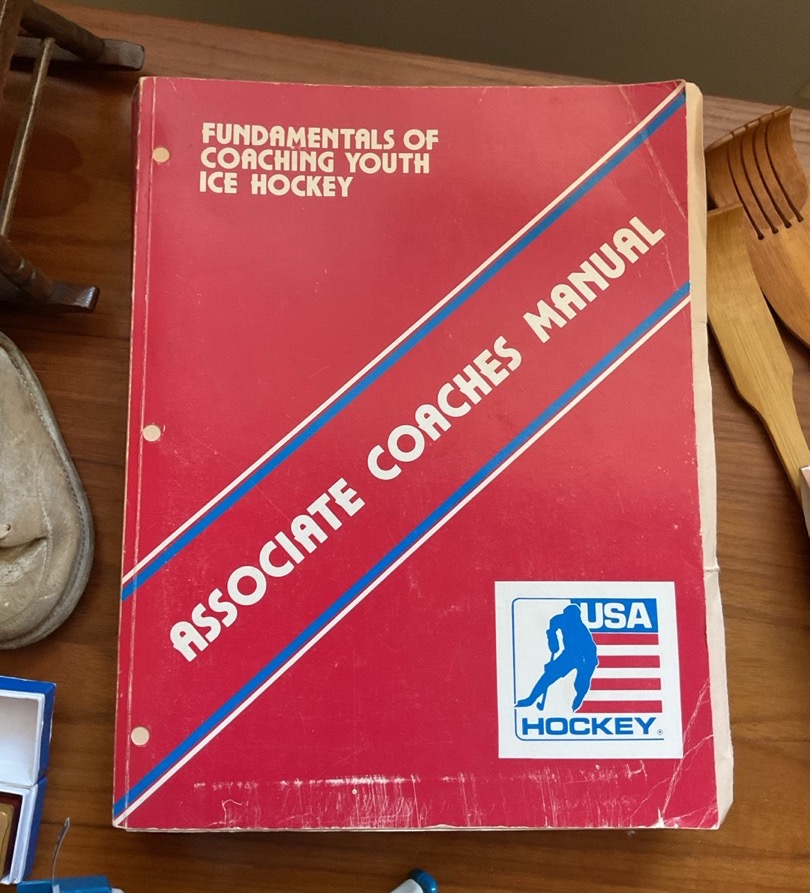 FUNDAMENTALS OF
COACHING YOUTH
ICE HOCKEY
ASSOCIATE COACHES MANUAL
USA
HOCKEY®